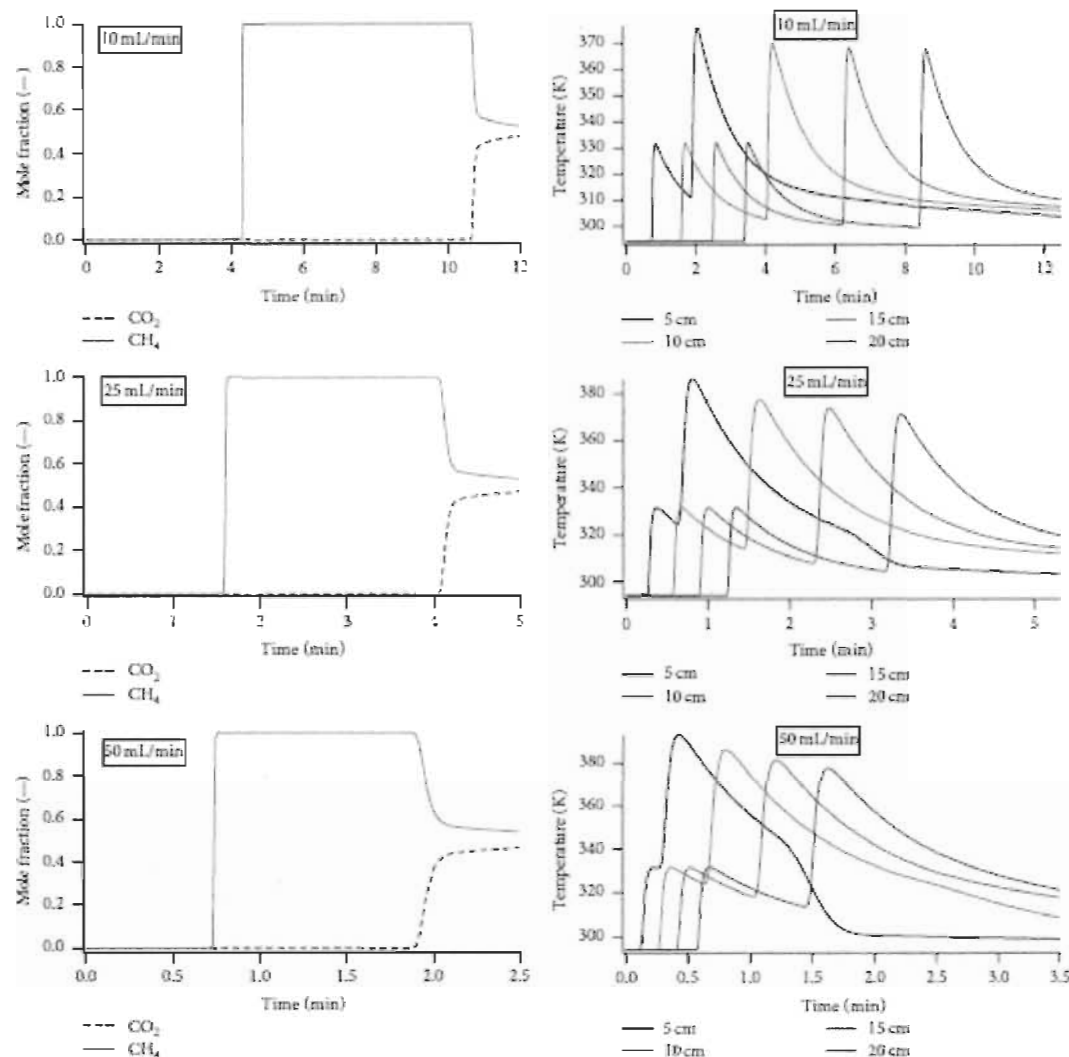 10 mL/min
Mole fraction (—)
1.0
0.8
0.6
0.4
0.2
0.0
0 2 4 6 8 10 12
Time (min)
CO2
CH4
10 mL/min
Temperature (K)
370
360
350
340
330
320
310
300
0 2 4 6 8 10 12
Time (min)
5 cm 15 cm
10 cm 20 cm
25 mL/min
Mole fraction (—)
1.0
0.8
0.6
0.4
0.2
0.0
0 1 2 3 4 5
Time (min)
CO2
CH4
25 mL/min
Temperature (K)
380
360
340
320
300
0 1 2 3 4 5
Time (min)
5 cm 15 cm
10 cm 20 cm
50 mL/min
Mole fraction (—)
1.0
0.8
0.6
0.4
0.2
0.0
0.0 0.5 1.0 1.5 2.0 2.5
Time (min)
CO2
CH4
50 mL/min
Temperature (K)
380
360
340
320
300
0.0 0.5 1.0 1.5 2.0 2.5 3.0 3.5
Time (min)
5 cm 15 cm
10 cm 20 cm